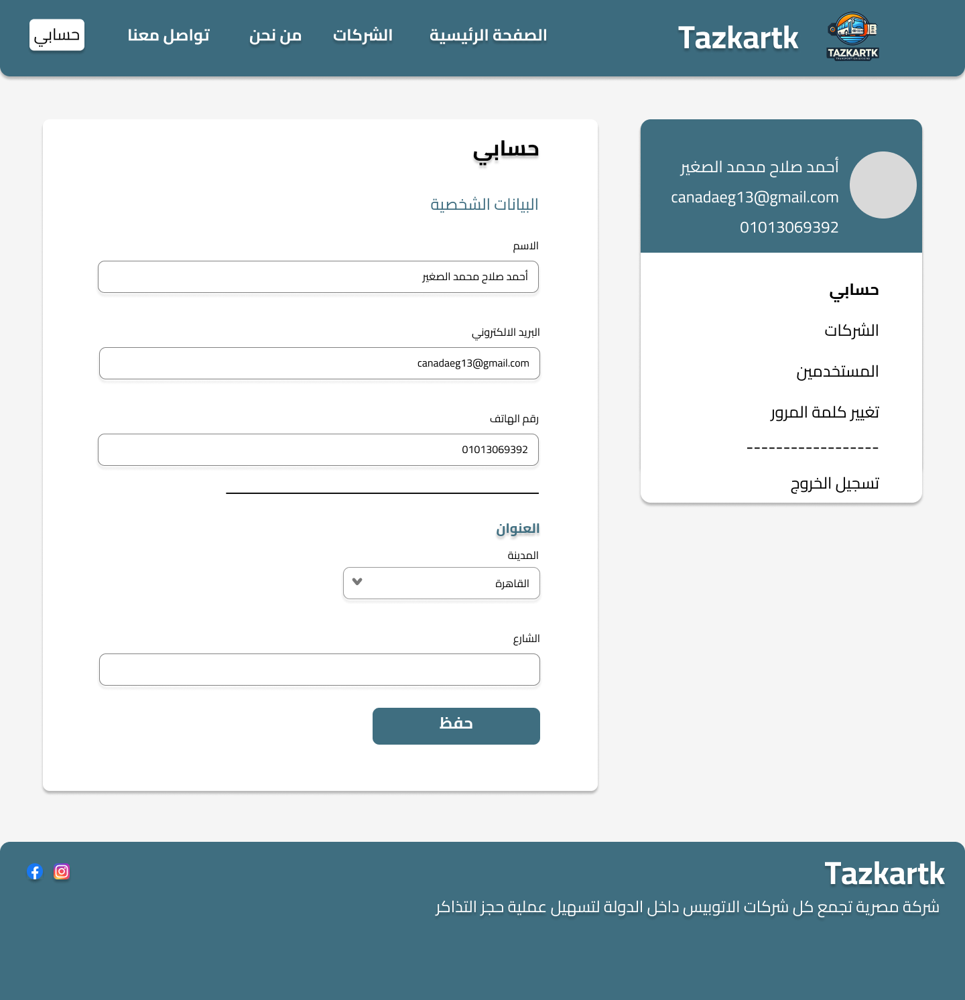 TAZKARTK
TRANSPORTION BOOKING
Tazkartk
الصفحة الرئيسية
الشركات
من نحن
تواصل معنا
حسابي
أحمد صلاح محمد الصغير
canadaeg13@gmail.com
01013069392
حسابي
الشركات
المستخدمين
تغيير كلمة المرور
------------------
تسجيل الخروج
حسابي
البيانات الشخصية
الاسم
أحمد صلاح محمد الصغير
البريد الالكتروني
canadaeg13@gmail.com
رقم الهاتف
01013069392
العنوان
المدينة
القاهرة
الشارع
حفظ
Tazkartk
شركة مصرية تجمع كل شركات الاتوبيس داخل الدولة لتسهيل عملية حجز التذاكر